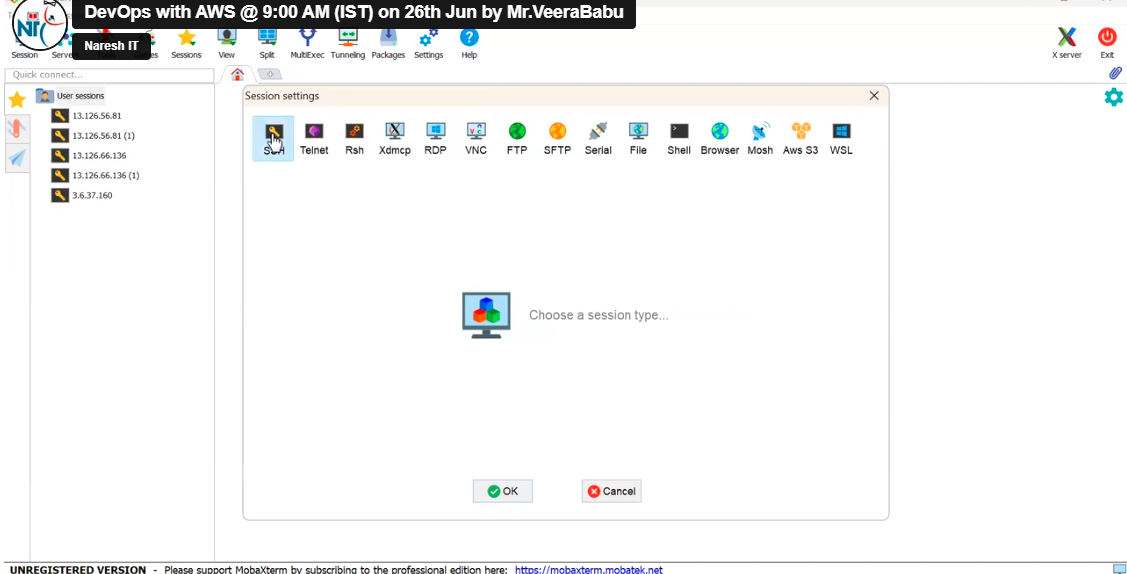 DevOps with AWS @ 9:00 AM (IST) on 26th Jun by Mr.VeeraBabu
Naresh IT
Session Sessions View Split MultiExec Tunneling Packages Settings Help X server Exit
Quick connect...
User sessions
13.126.56.81
13.126.56.81 (1)
13.126.66.136
13.126.66.136 (1)
3.6.37.160
Session settings
Telnet Rsh Xdmcp RDP VNC FTP SFTP Serial File Shell Browser Mosh Aws S3 WSL
Choose a session type...
OK Cancel
UNREGISTERED VERSION - Please support MobaXterm by subscribing to the professional edition here: https://mobaxterm.mobatek.net